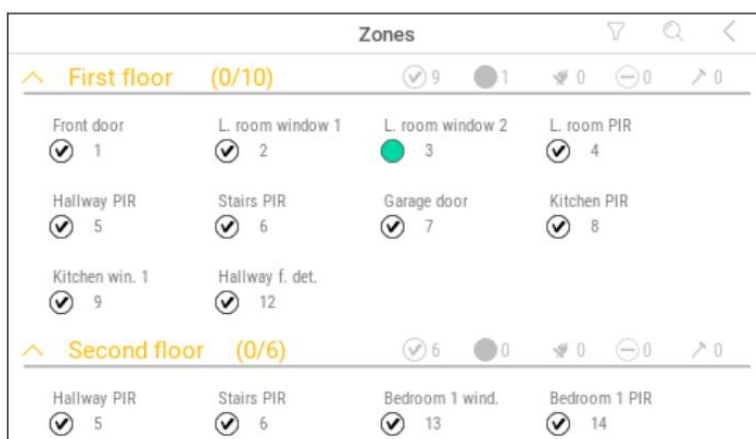 Zones
First floor (0/10) 9 1 0 0 0
Front door L. room window 1 L. room window 2 L. room PIR
1 2 3 4
Hallway PIR Stairs PIR Garage door Kitchen PIR
5 6 7 8
Kitchen win. 1 Hallway f. det.
9 12
Second floor (0/6) 6 0 0 0 0
Hallway PIR Stairs PIR Bedroom 1 wind. Bedroom 1 PIR
5 6 13 14